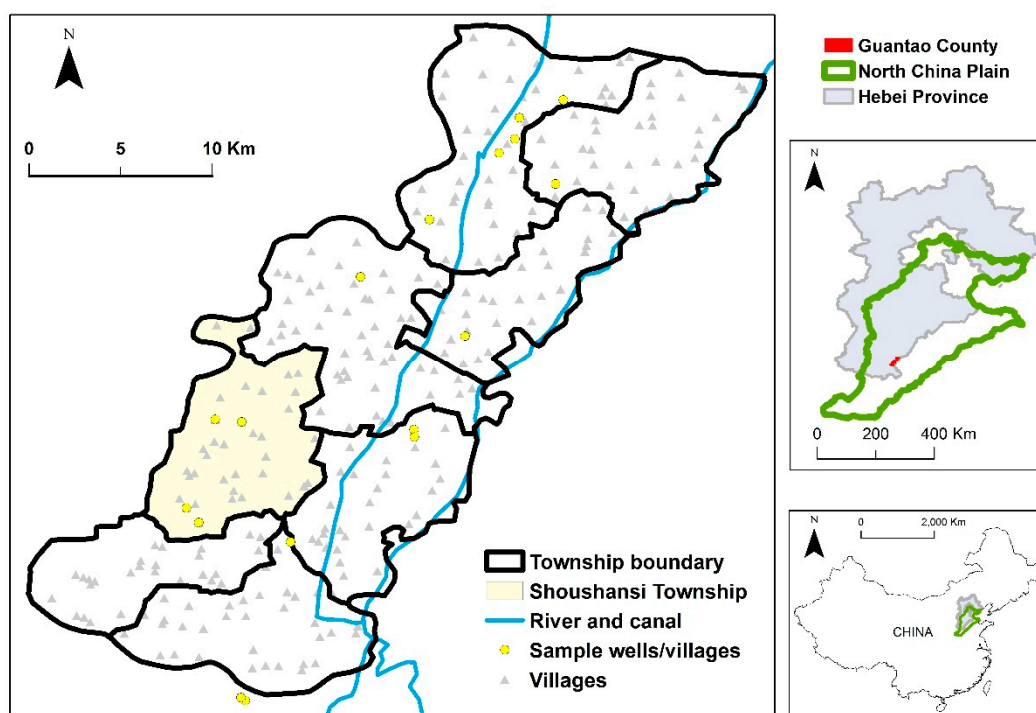 N
0 5 10 Km
Township boundary
Shoushansi Township
River and canal
Sample wells/villages
Villages
Guantao County
North China Plain
Hebei Province
N
0 200 400 Km
N
0 2,000 Km
CHINA